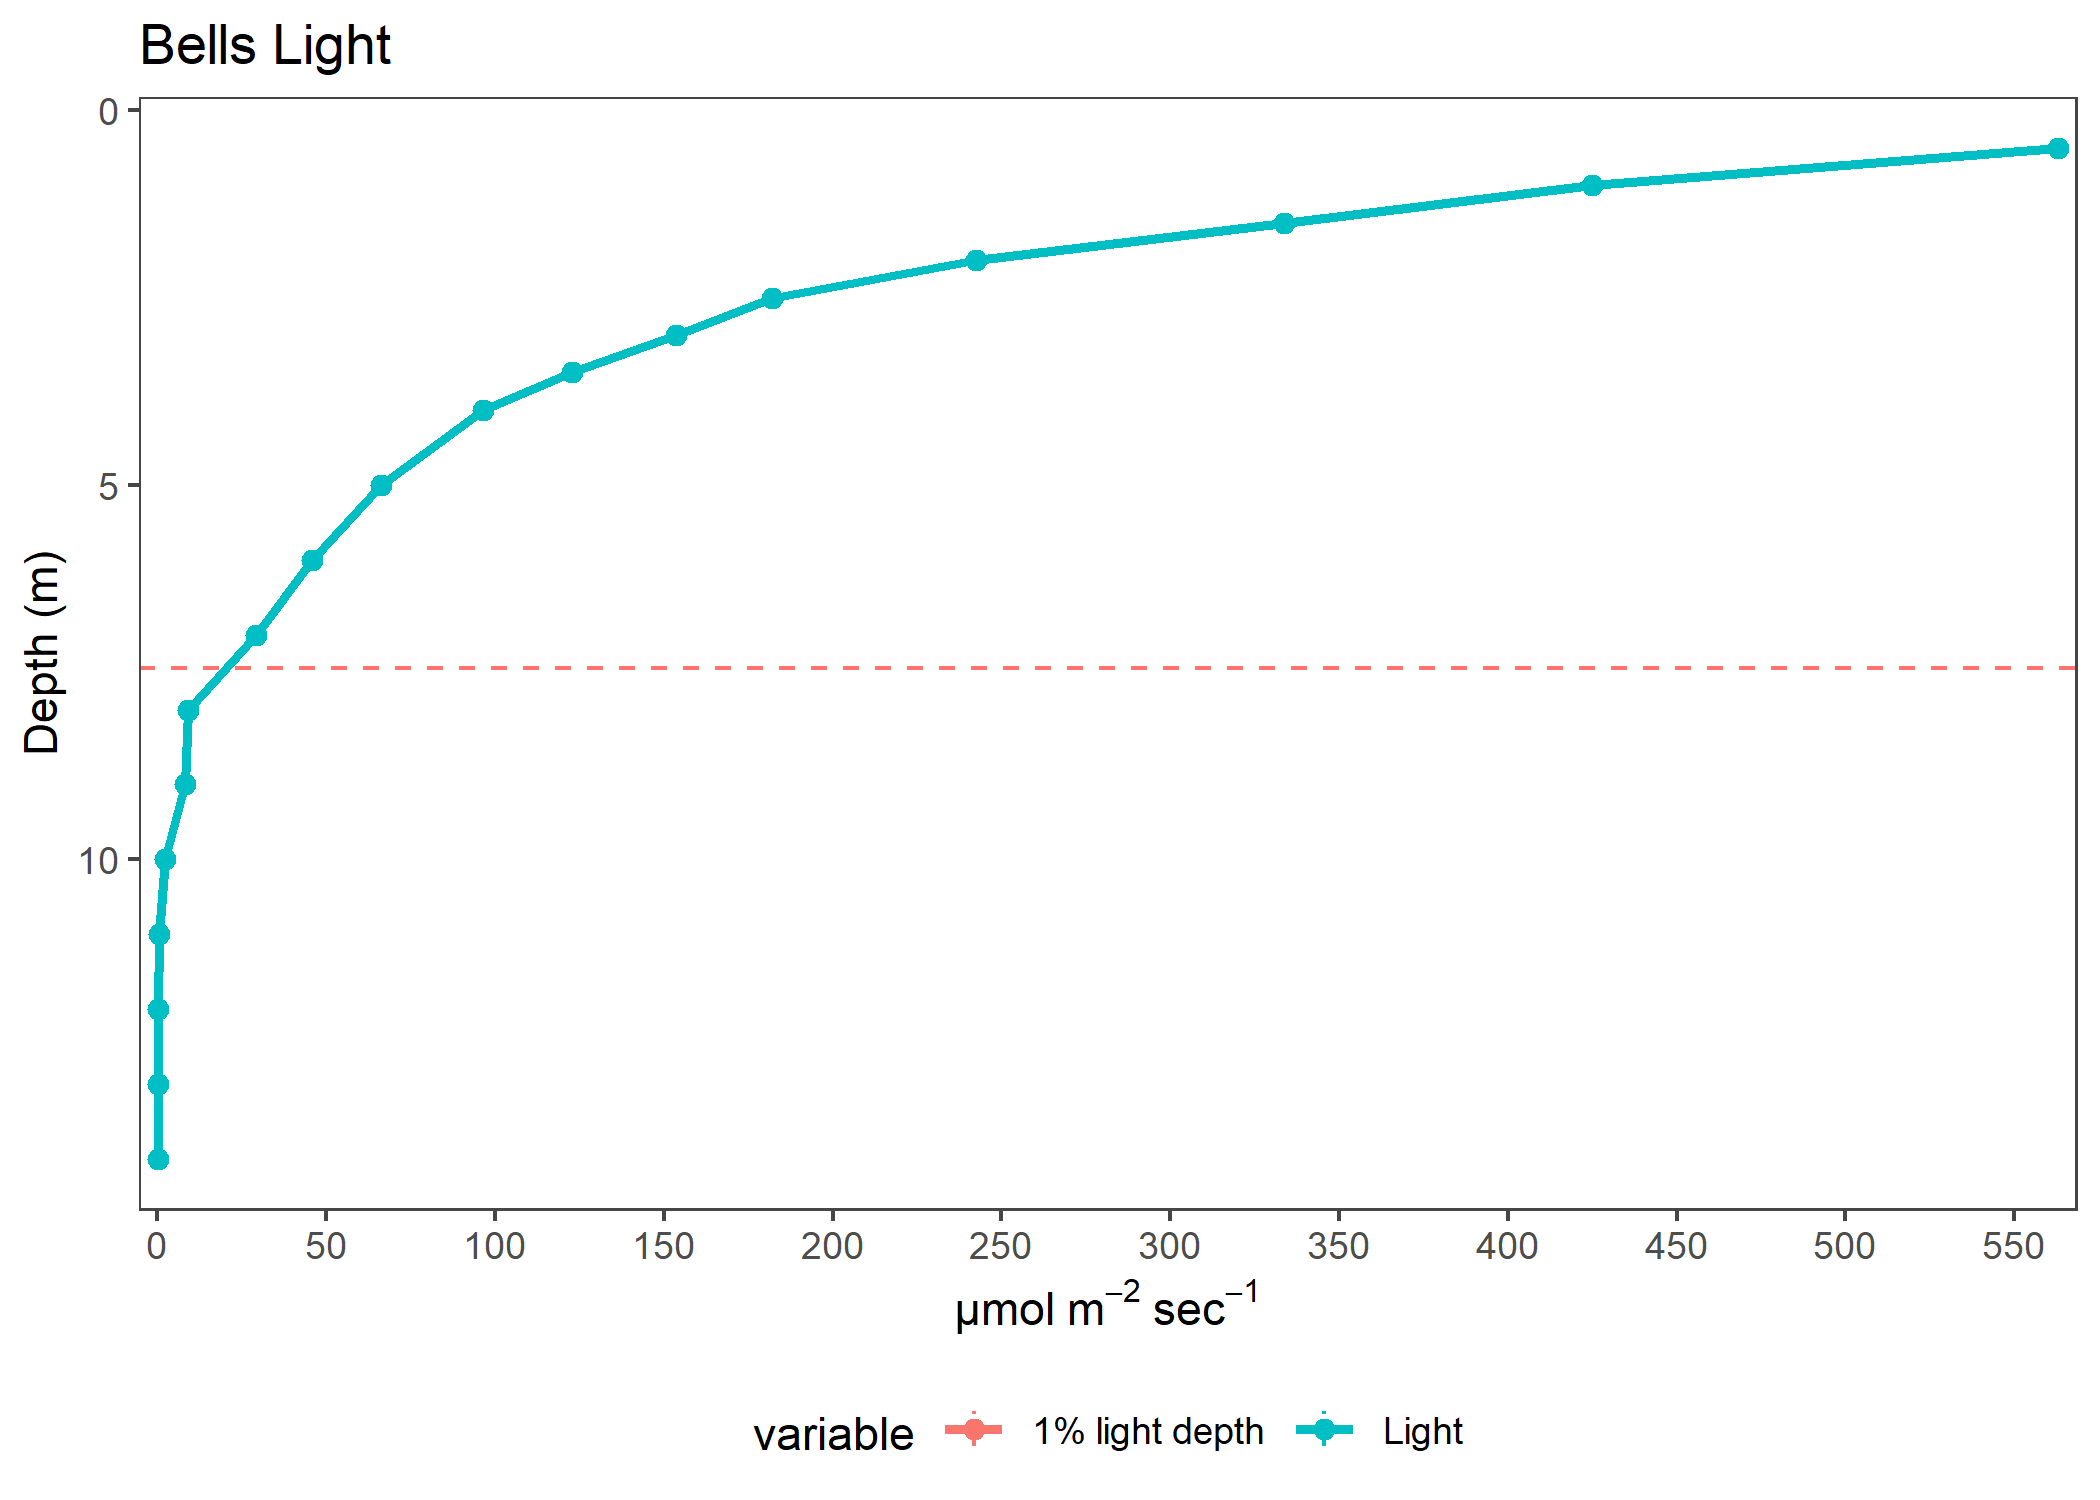 Bells Light
0
5
10
Depth (m)
0 50 100 150 200 250 300 350 400 450 500 550
µmol m⁻² sec⁻¹
variable 1% light depth Light